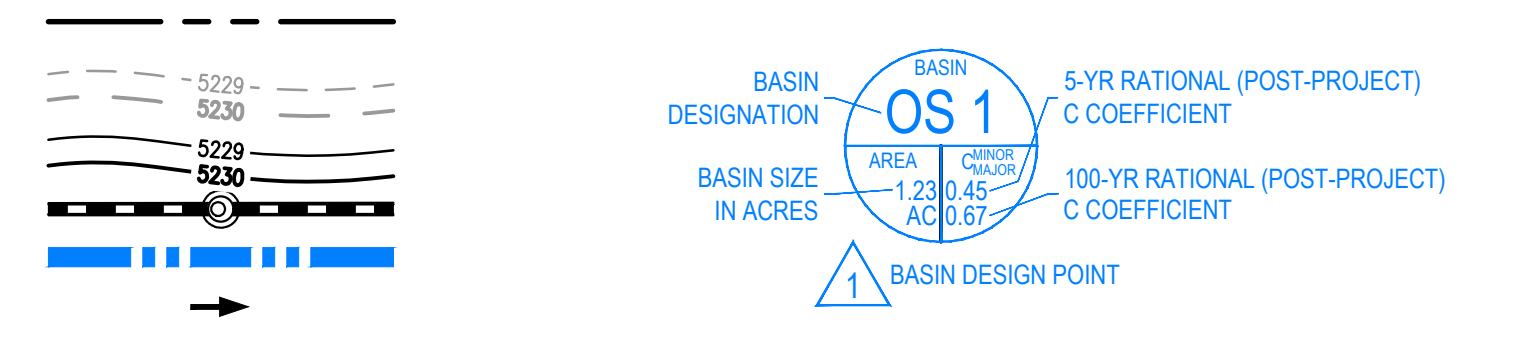 5229
5230
5229
5230
BASIN
DESIGNATION
BASIN SIZE
IN ACRES
BASIN
OS 1
AREA
1.23
AC
C MINOR
MAJOR
0.45
0.67
5-YR RATIONAL (POST-PROJECT)
C COEFFICIENT
100-YR RATIONAL (POST-PROJECT)
C COEFFICIENT
1
BASIN DESIGN POINT